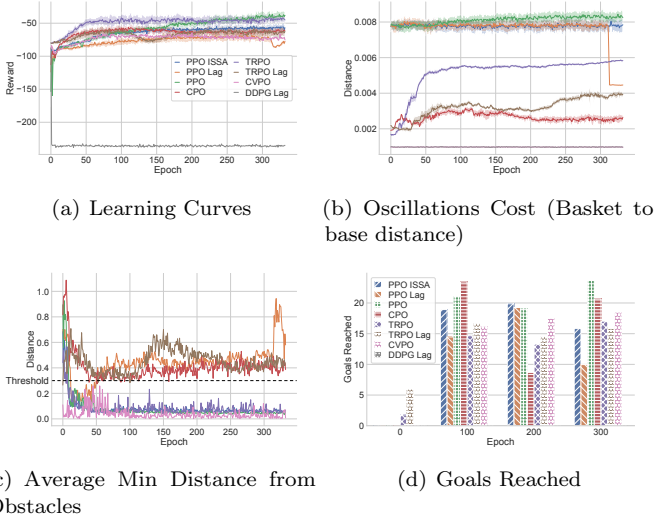 −50
−100
−150
−200
Reward
PPO ISSA
PPO Lag
PPO
CPO
TRPO
TRPO Lag
CVPO
DDPG Lag
0 50 100 150 200 250 300
Epoch
0.008
0.006
0.004
0.002
Distance
0 50 100 150 200 250 300
Epoch
(a) Learning Curves
(b) Oscillations Cost (Basket to
base distance)
1.0
0.8
0.6
0.4
Threshold
0.2
0.0
Distance
0 50 100 150 200 250 300
Epoch
20
15
10
5
0
Goals Reached
PPO ISSA
PPO Lag
PPO
CPO
TRPO
TRPO Lag
CVPO
DDPG Lag
0 100 200 300
Epoch
c) Average Min Distance from
Obstacles
(d) Goals Reached